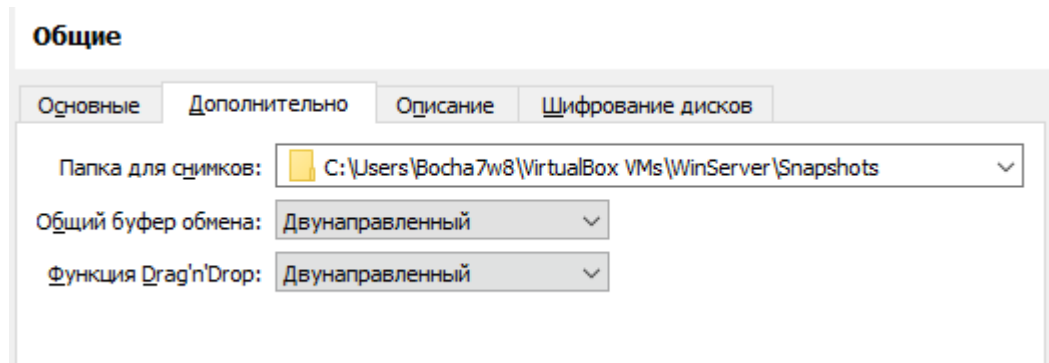 Общие
Основные Дополнительно Описание Шифрование дисков
Папка для снимков: C:\Users\Bocha7w8\VirtualBox VMs\WinServer\Snapshots
Общий буфер обмена: Двунаправленный
Функция Drag'n'Drop: Двунаправленный